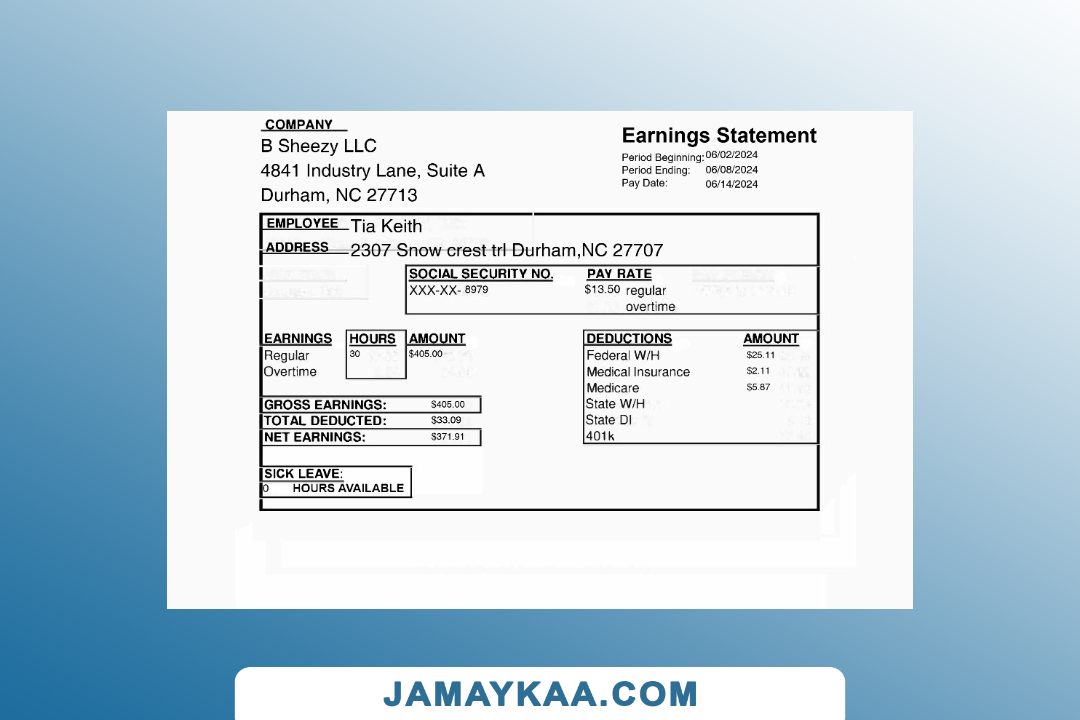 COMPANY
B Sheezy LLC
4841 Industry Lane, Suite A
Durham, NC 27713
Earnings Statement
Period Beginning: 06/02/2024
Period Ending: 06/08/2024
Pay Date: 06/14/2024
EMPLOYEE Tia Keith
ADDRESS 2307 Snow crest trl Durham,NC 27707
SOCIAL SECURITY NO. PAY RATE
XXX-XX- 8979 $13.50 regular
overtime
EARNINGS HOURS AMOUNT
Regular 30 $405.00
Overtime
DEDUCTIONS AMOUNT
Federal W/H $25.11
Medical Insurance $2.11
Medicare $5.87
State W/H
State DI
401k
GROSS EARNINGS: $405.00
TOTAL DEDUCTED: $33.09
NET EARNINGS: $371.91
SICK LEAVE:
0 HOURS AVAILABLE
JAMAYKAA.COM